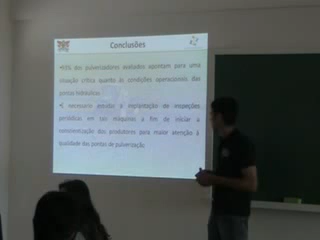 Conclusões
dos pulverizadores avaliados apontam para uma
situação crítica quanto às condições operacionais das
pontas hidráulicas
•É necessário estudar a implantação de inspeções
periódicas em tais máquinas a fim de iniciar a
conscientização dos produtores para maior atenção à
qualidade das pontas de pulverização